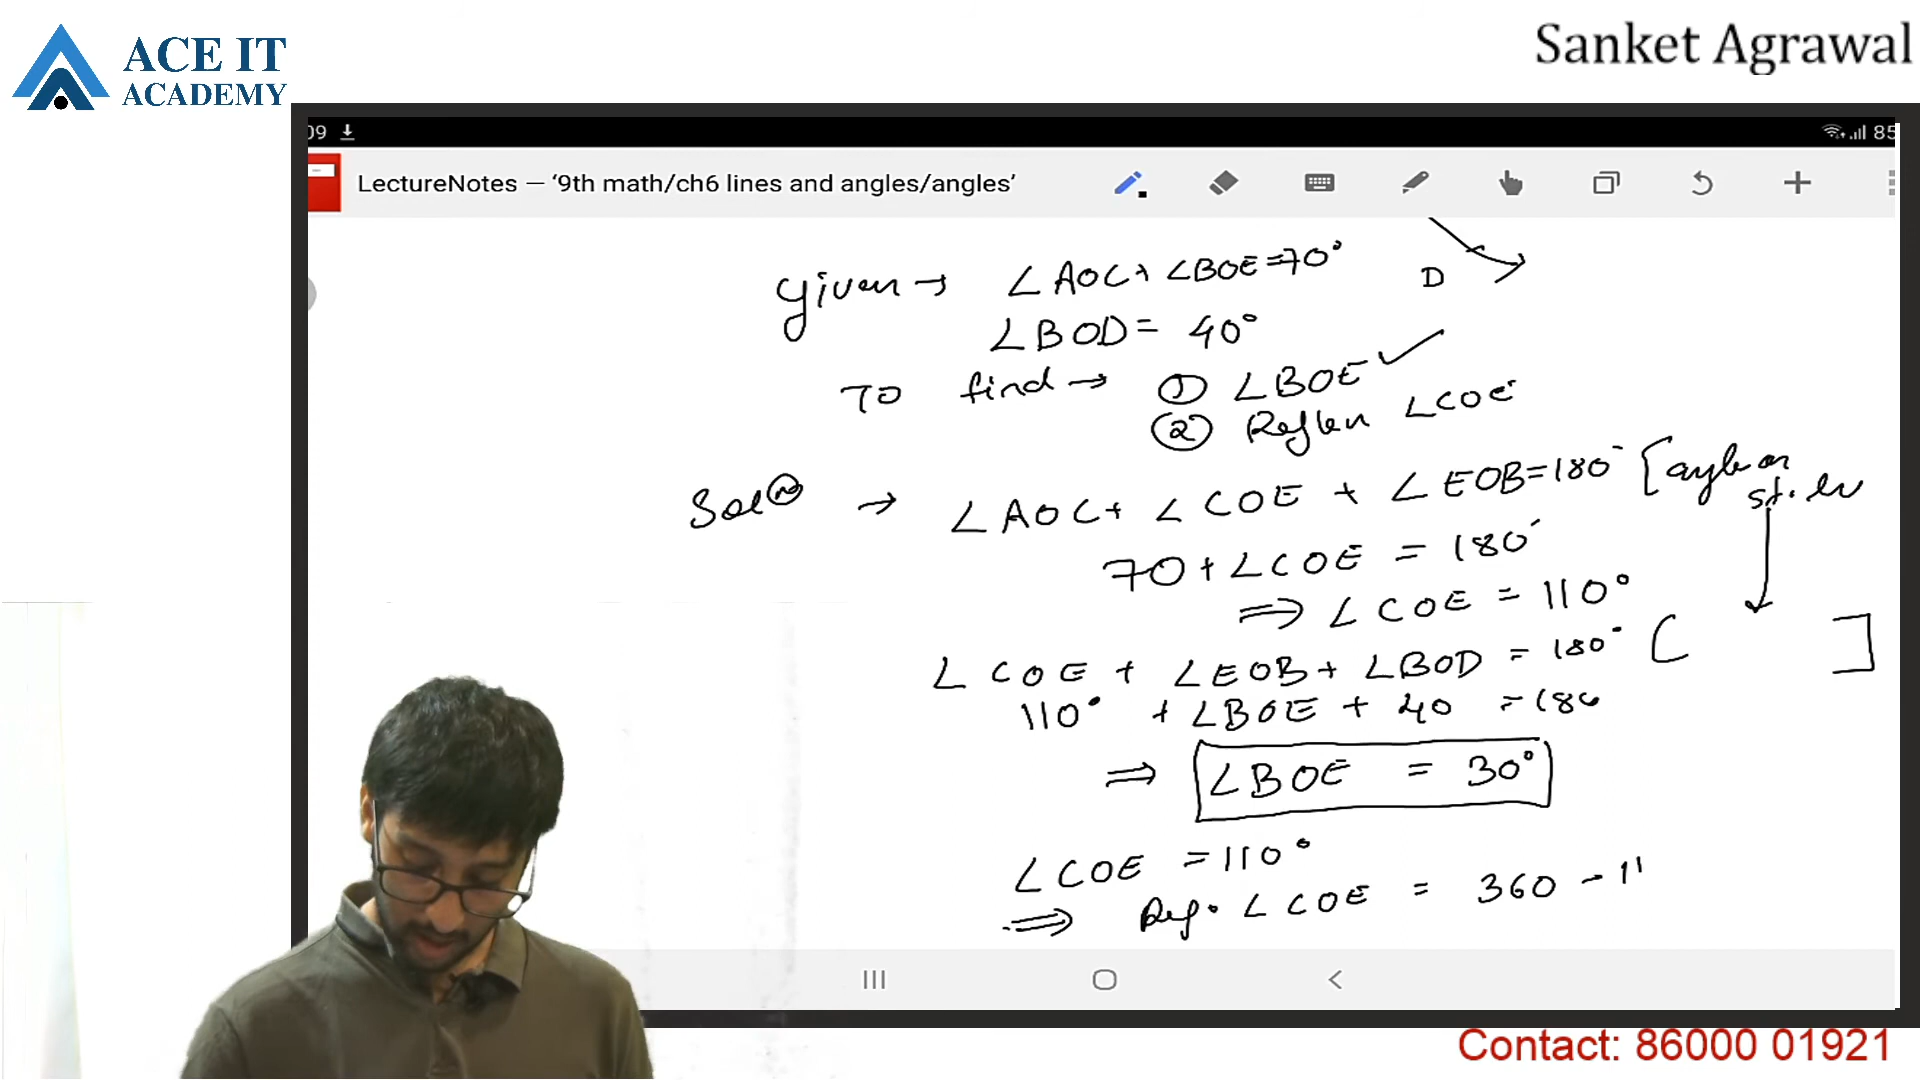 ACE IT
ACADEMY
Sanket Agrawal
09
85
LectureNotes — ‘9th math/ch6 lines and angles/angles’
D
Given → ∠AOC + ∠BOE = 70°
∠BOD = 40°
TO find → ① ∠BOE ✓
② Reflex ∠COE
Solⓝ → ∠AOC + ∠COE + ∠EOB = 180° [angle on
st. line
70 + ∠COE = 180°
⇒ ∠COE = 110°
∠COE + ∠EOB + ∠BOD = 180° [ ]
110° + ∠BOE + 40 = 180
⇒ ∠BOE = 30°
∠COE = 110°
⇒ Ref. ∠COE = 360 - 11
Contact: 86000 01921